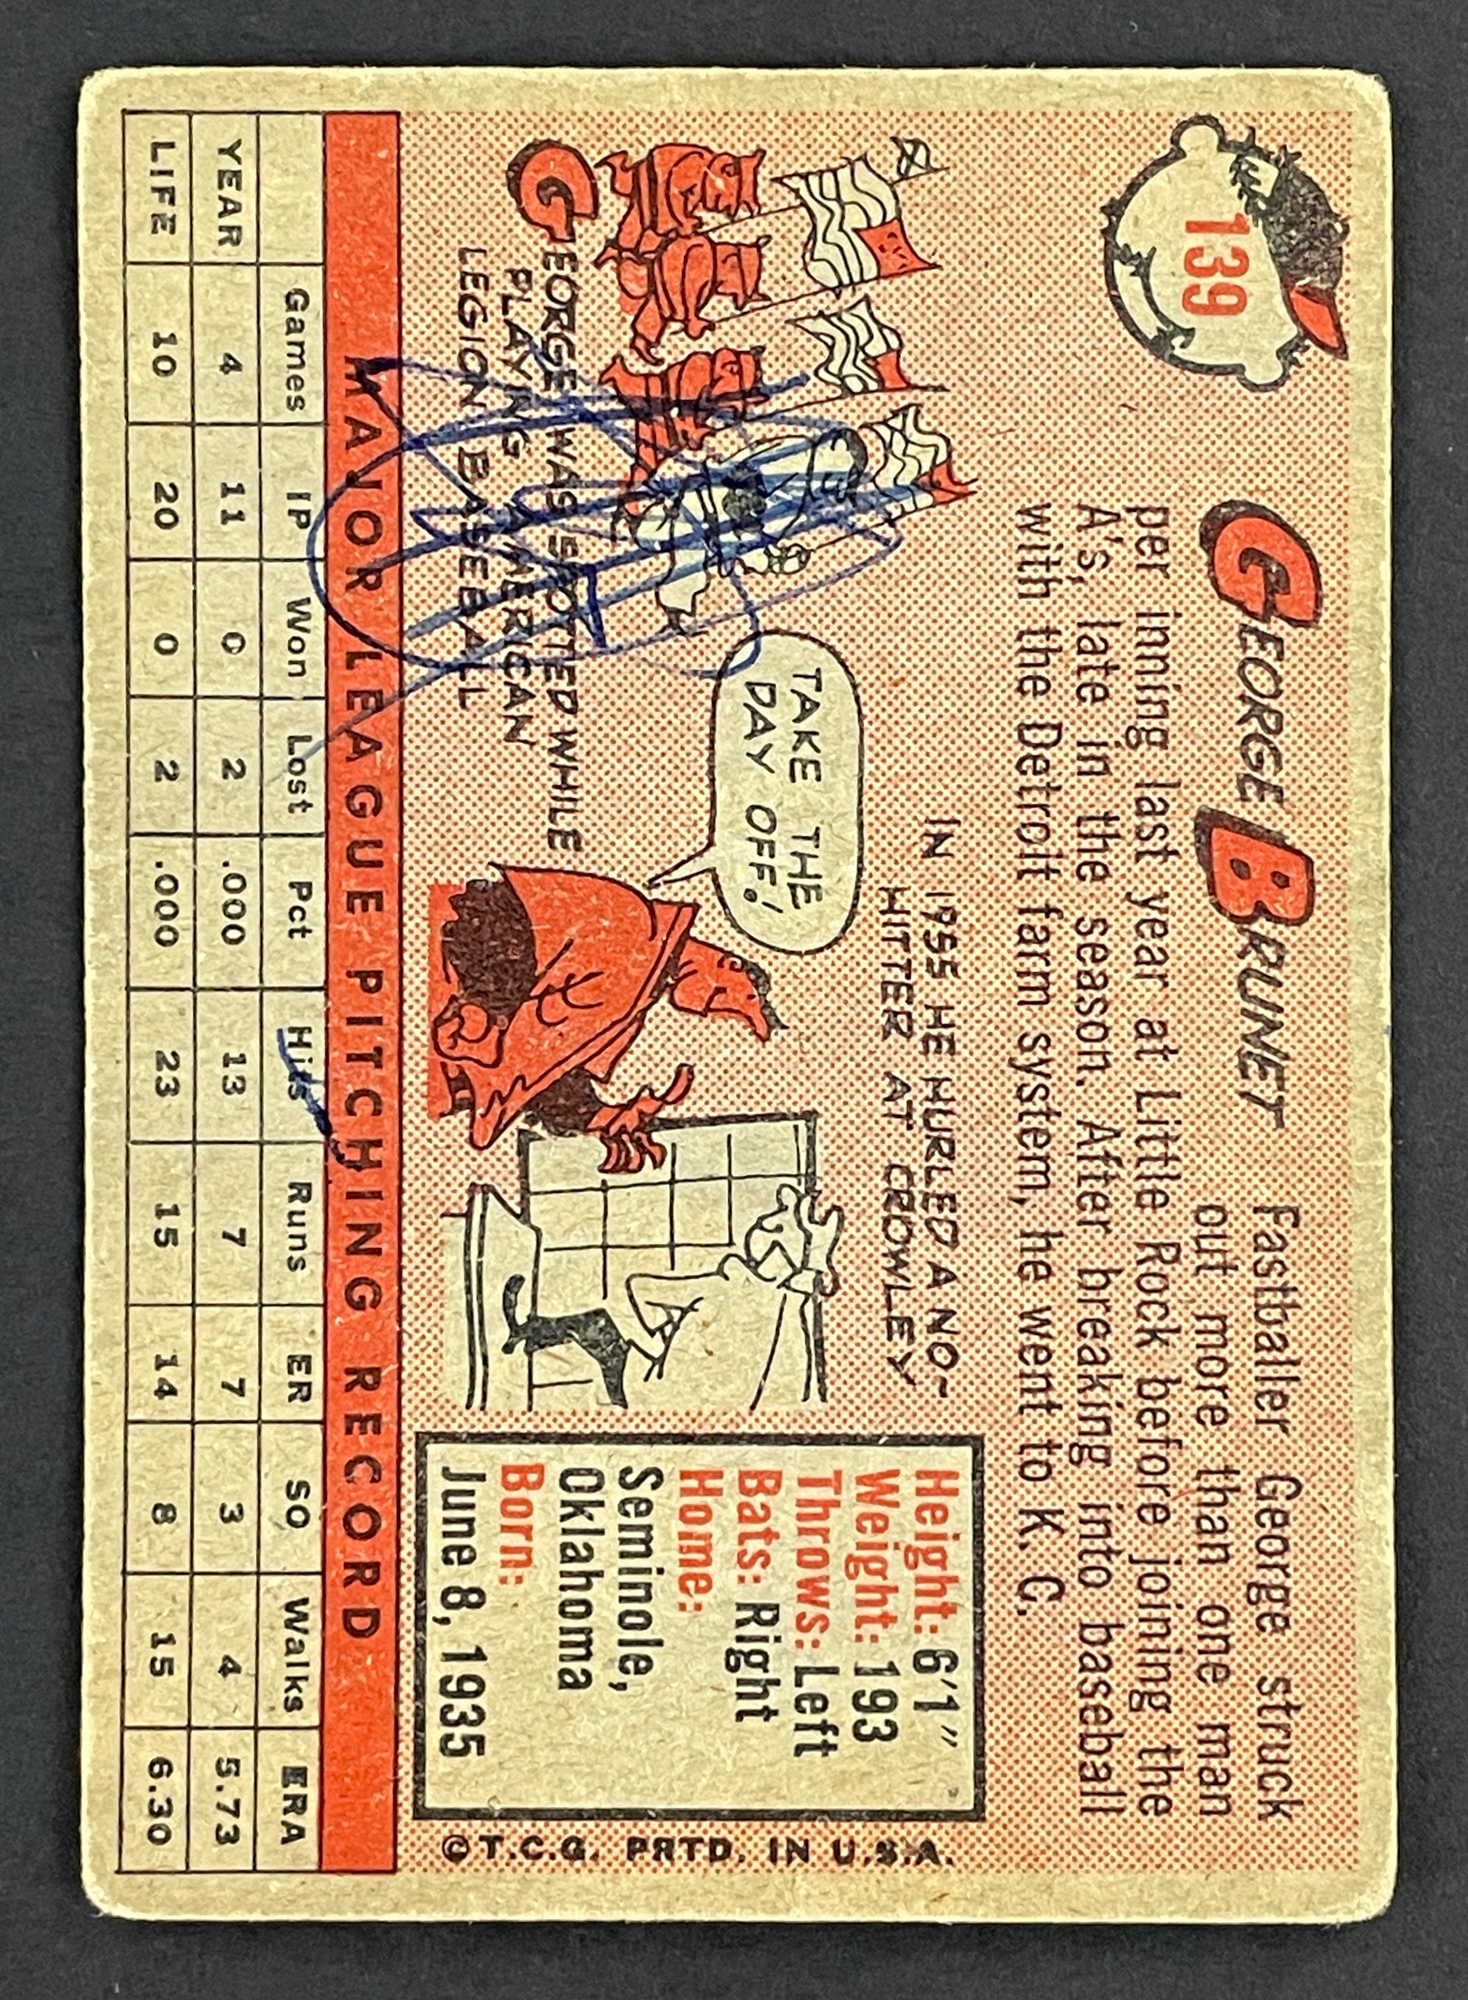 139
GEORGE BRUNET
Fastballer George struck
out more than one man
per inning last year at Little Rock before joining the
A's, late in the season. After breaking into baseball
with the Detroit farm system, he went to K. C.
GEORGE WAS SPOTTED WHILE
PLAYING AMERICAN
LEGION BASEBALL
IN 1955 HE HURLED A NO-
HITTER AT CROWLEY
TAKE THE
DAY OFF!
Height: 6'1"
Weight: 193
Throws: Left
Bats: Right
Home:
Seminole,
Oklahoma
Born:
June 8, 1935
©T.C.G. PRTD. IN U.S.A.
MAJOR LEAGUE PITCHING RECORD
Games IP Won Lost Pct Hits Runs ER SO Walks ERA
YEAR 4 11 0 2 .000 13 7 7 3 4 5.73
LIFE 10 20 0 2 .000 23 15 14 8 15 6.30